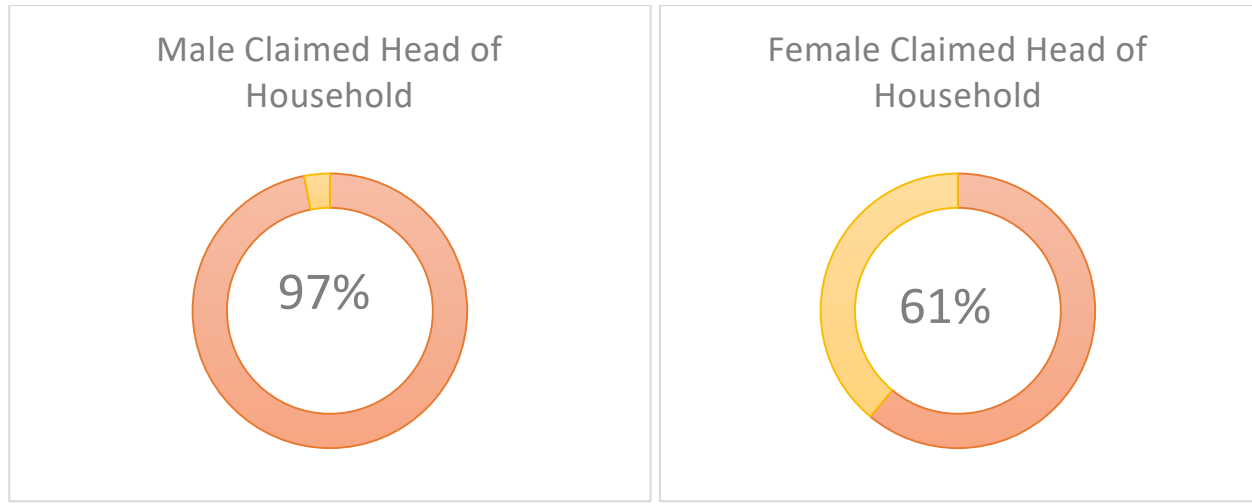 Male Claimed Head of
Household
97%
Female Claimed Head of
Household
61%